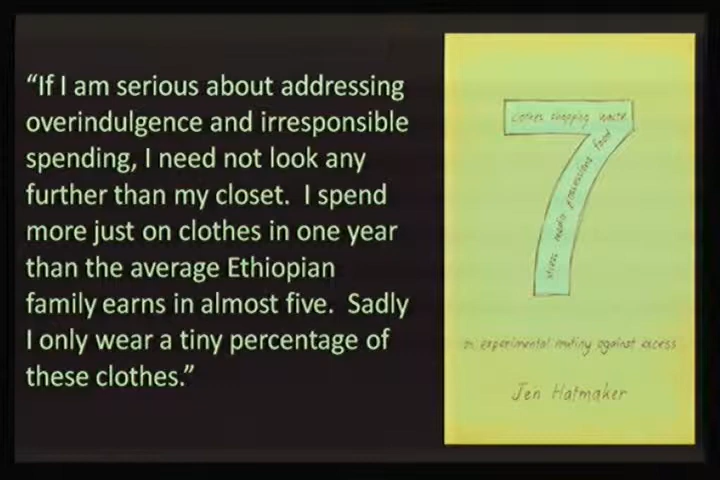 “If I am serious about addressing
overindulgence and irresponsible
spending, I need not look any
further than my closet.  I spend
more just on clothes in one year
than the average Ethiopian
family earns in almost five.  Sadly
I only wear a tiny percentage of
these clothes.”
7
clothes shopping waste
stress media possessions food
an experimental mutiny against excess
Jen Hatmaker